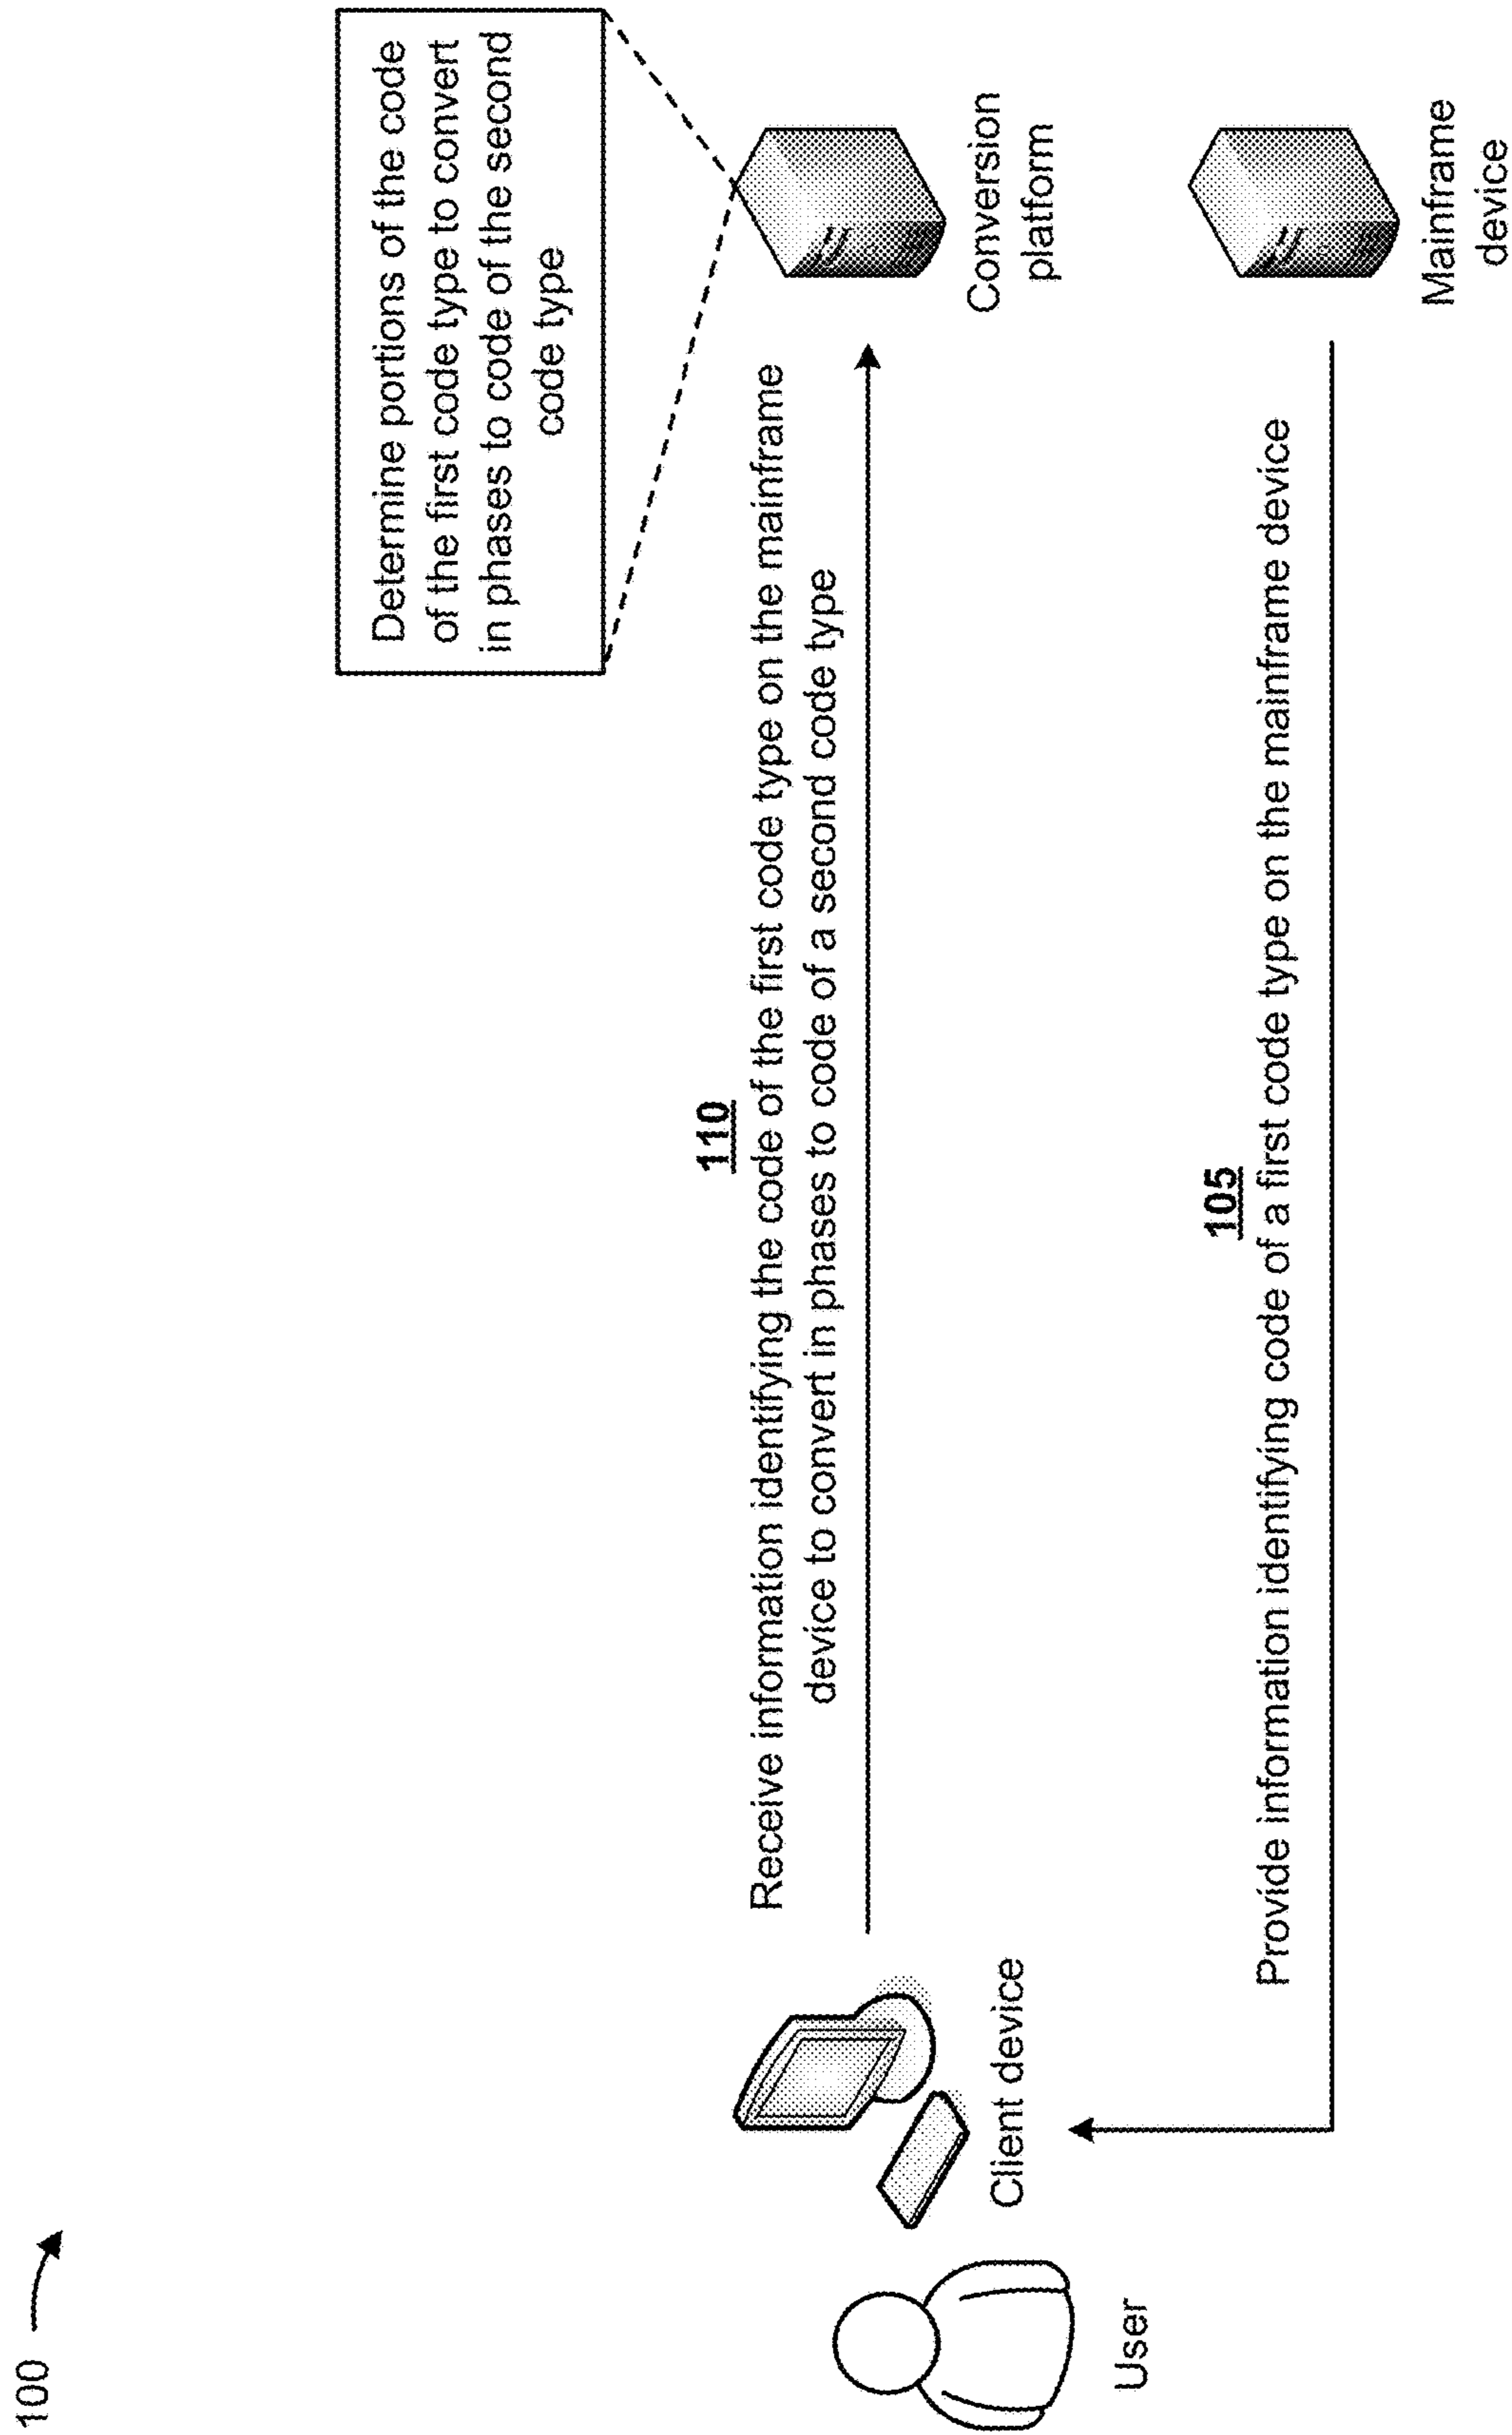 100
Determine portions of the code
of the first code type to convert
in phases to code of the second
code type
110
Receive information identifying the code of the first code type on the mainframe
device to convert in phases to code of a second code type
Conversion
platform
Client device
User
105
Provide information identifying code of a first code type on the mainframe device
Mainframe
device